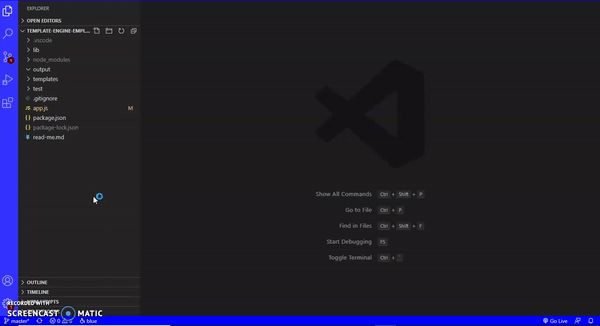 EXPLORER
OPEN EDITORS
TEMPLATE-ENGINE-EMPL...
.vscode
lib
node_modules
output
templates
test
.gitignore
app.js M
package.json
package-lock.json
read-me.md
Show All Commands Ctrl + Shift + P
Go to File Ctrl + P
Find in Files Ctrl + Shift + F
Start Debugging F5
Toggle Terminal Ctrl + `
OUTLINE
TIMELINE
RECORDED WITH
SCREENCAST MATIC
master*
0
blue
Go Live